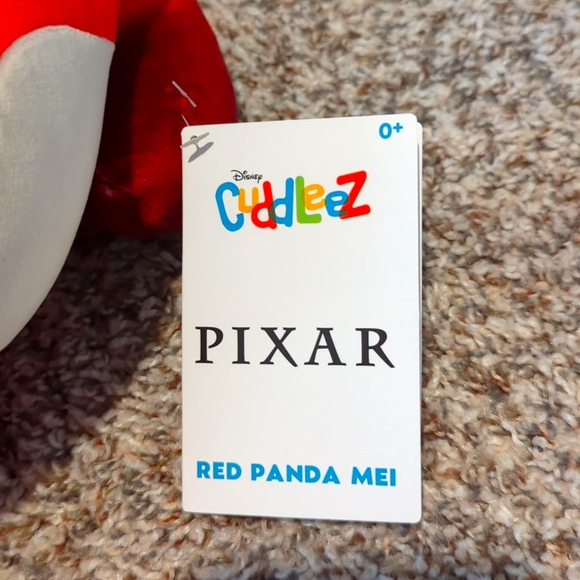 0+
Disney
Cuddleez
PIXAR
RED PANDA MEI